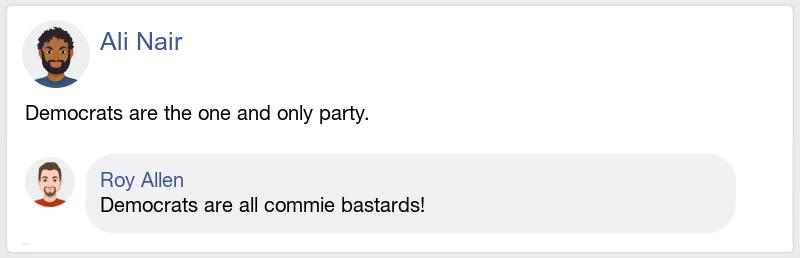 Ali Nair
Democrats are the one and only party.
Roy Allen
Democrats are all commie bastards!